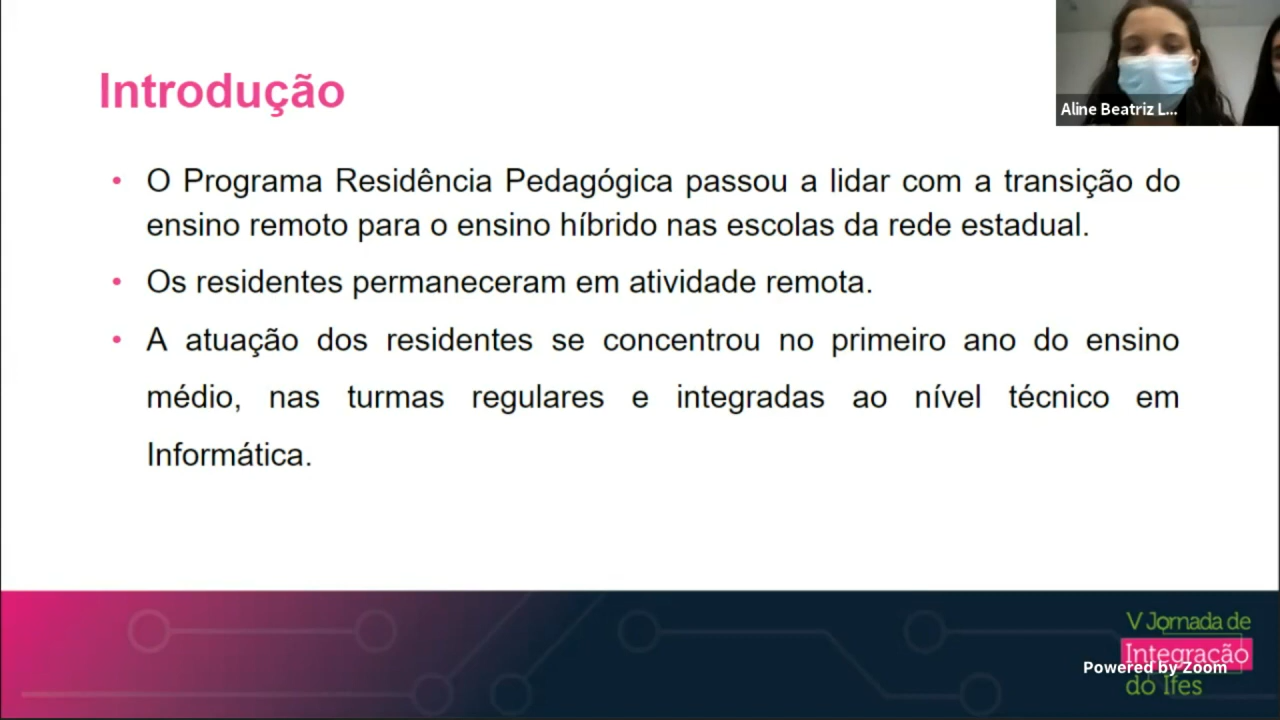 Introdução
Aline Beatriz L...
• O Programa Residência Pedagógica passou a lidar com a transição do
ensino remoto para o ensino híbrido nas escolas da rede estadual.
• Os residentes permaneceram em atividade remota.
• A atuação dos residentes se concentrou no primeiro ano do ensino
médio, nas turmas regulares e integradas ao nível técnico em
Informática.
V Jornada de
Integração
Powered by Zoom
do Ifes